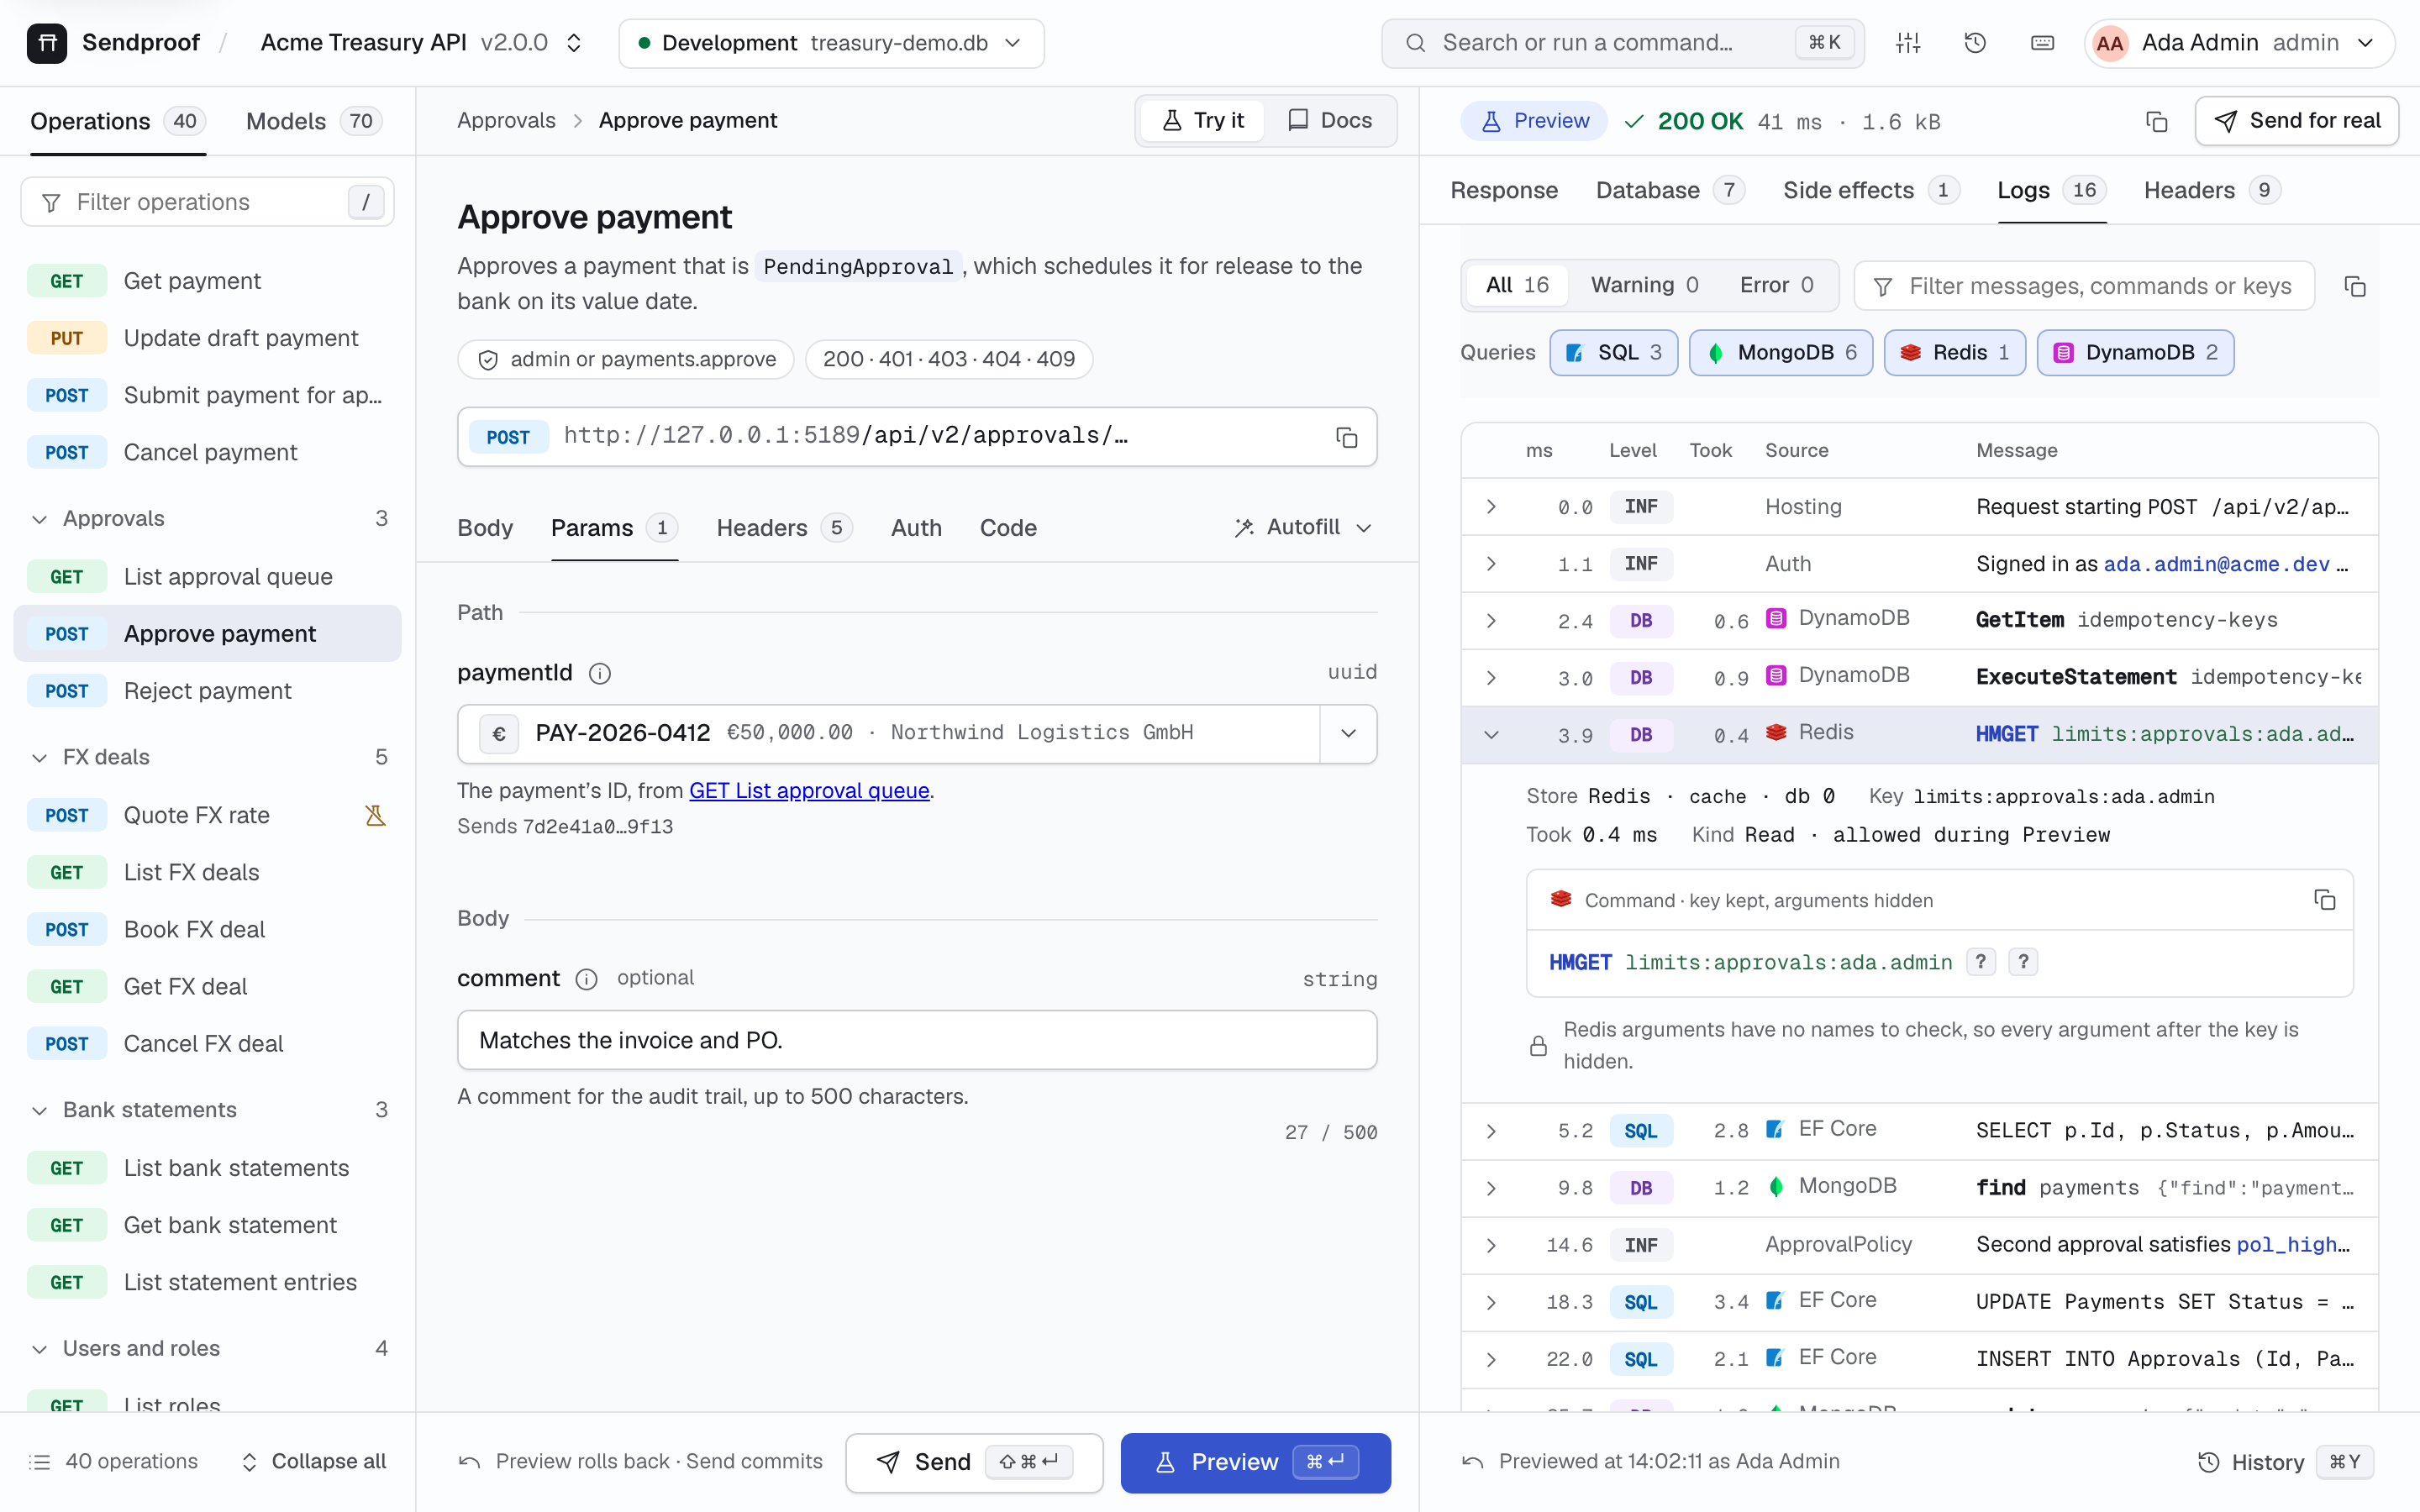 Sendproof / Acme Treasury API v2.0.0
Development treasury-demo.db
Search or run a command… ⌘K
AA Ada Admin admin
Operations 40 Models 70
Filter operations /
GET Get payment
PUT Update draft payment
POST Submit payment for ap…
POST Cancel payment
Approvals 3
GET List approval queue
POST Approve payment
POST Reject payment
FX deals 5
POST Quote FX rate
GET List FX deals
POST Book FX deal
GET Get FX deal
POST Cancel FX deal
Bank statements 3
GET List bank statements
GET Get bank statement
GET List statement entries
Users and roles 4
GET List roles
40 operations Collapse all
Approvals > Approve payment
Try it Docs
Approve payment
Approves a payment that is PendingApproval, which schedules it for release to the
bank on its value date.
admin or payments.approve 200 · 401 · 403 · 404 · 409
POST http://127.0.0.1:5189/api/v2/approvals/…
Body Params 1 Headers 5 Auth Code Autofill
Path
paymentId uuid
€ PAY-2026-0412 €50,000.00 · Northwind Logistics GmbH
The payment’s ID, from GET List approval queue.
Sends 7d2e41a0…9f13
Body
comment optional string
Matches the invoice and PO.
A comment for the audit trail, up to 500 characters.
27 / 500
Preview rolls back · Send commits
Send ⇧⌘↵
Preview ⌘↵
Preview 200 OK 41 ms · 1.6 kB
Send for real
Response Database 7 Side effects 1 Logs 16 Headers 9
All 16 Warning 0 Error 0
Filter messages, commands or keys
Queries SQL 3 MongoDB 6 Redis 1 DynamoDB 2
ms Level Took Source Message
0.0 INF Hosting Request starting POST /api/v2/ap…
1.1 INF Auth Signed in as ada.admin@acme.dev …
2.4 DB 0.6 DynamoDB GetItem idempotency-keys
3.0 DB 0.9 DynamoDB ExecuteStatement idempotency-ke
3.9 DB 0.4 Redis HMGET limits:approvals:ada.ad…
Store Redis · cache · db 0 Key limits:approvals:ada.admin
Took 0.4 ms Kind Read · allowed during Preview
Command · key kept, arguments hidden
HMGET limits:approvals:ada.admin ? ?
Redis arguments have no names to check, so every argument after the key is
hidden.
5.2 SQL 2.8 EF Core SELECT p.Id, p.Status, p.Amou…
9.8 DB 1.2 MongoDB find payments {"find":"payment…
14.6 INF ApprovalPolicy Second approval satisfies pol_high…
18.3 SQL 3.4 EF Core UPDATE Payments SET Status = …
22.0 SQL 2.1 EF Core INSERT INTO Approvals (Id, Pa…
MongoDB
Previewed at 14:02:11 as Ada Admin
History ⌘Y